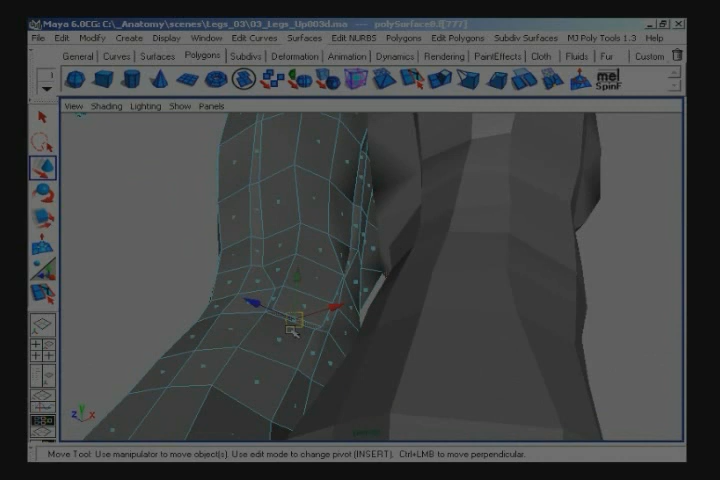 Maya 6.0CG: C:\_Anatomy\scenes\Legs_03\03_Legs_Up003d.ma --- polySurface8.f[777]
File Edit Modify Create Display Window Edit Curves Surfaces Edit NURBS Polygons Edit Polygons Subdiv Surfaces MJ Poly Tools 1.3 Help
General Curves Surfaces Polygons Subdivs Deformation Animation Dynamics Rendering PaintEffects Cloth Fluids Fur Custom
mel
SpinF
View Shading Lighting Show Panels
z y x
Move Tool: Use manipulator to move object(s). Use edit mode to change pivot (INSERT). Ctrl+LMB to move perpendicular.